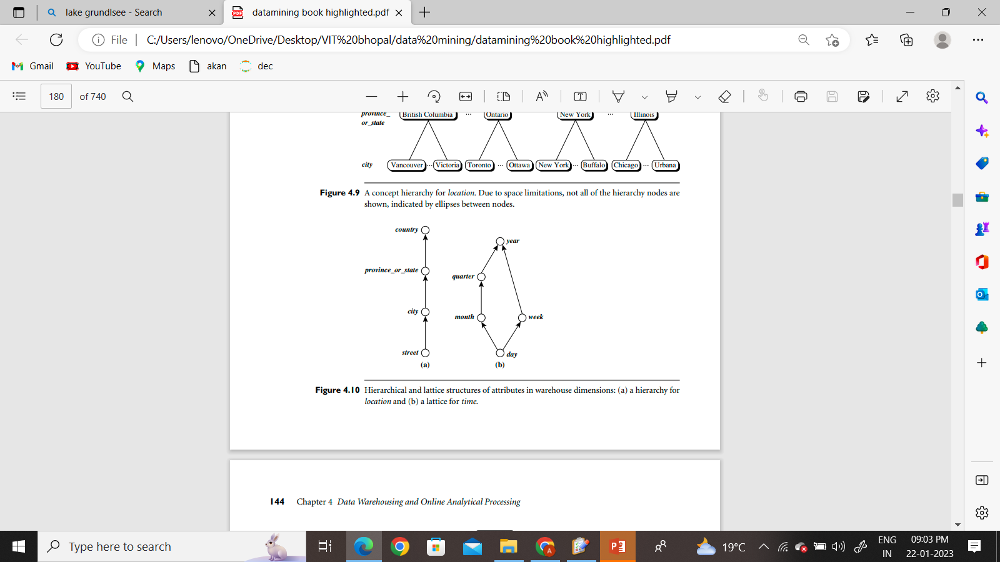 lake grundlsee - Search
datamining book highlighted.pdf
File
C:/Users/lenovo/OneDrive/Desktop/VIT%20bhopal/data%20mining/datamining%20book%20highlighted.pdf
Gmail
YouTube
Maps
akan
dec
180
of 740
province_
or_state
British Columbia
...
Ontario
New York
...
Illinois
city
Vancouver
...
Victoria
Toronto
...
Ottawa
New York
...
Buffalo
Chicago
...
Urbana
Figure 4.9 A concept hierarchy for location. Due to space limitations, not all of the hierarchy nodes are
shown, indicated by ellipses between nodes.
country
year
province_or_state
quarter
city
month
week
street
day
(a)
(b)
Figure 4.10 Hierarchical and lattice structures of attributes in warehouse dimensions: (a) a hierarchy for
location and (b) a lattice for time.
144 Chapter 4 Data Warehousing and Online Analytical Processing
Type here to search
19°C
ENG
IN
09:03 PM
22-01-2023